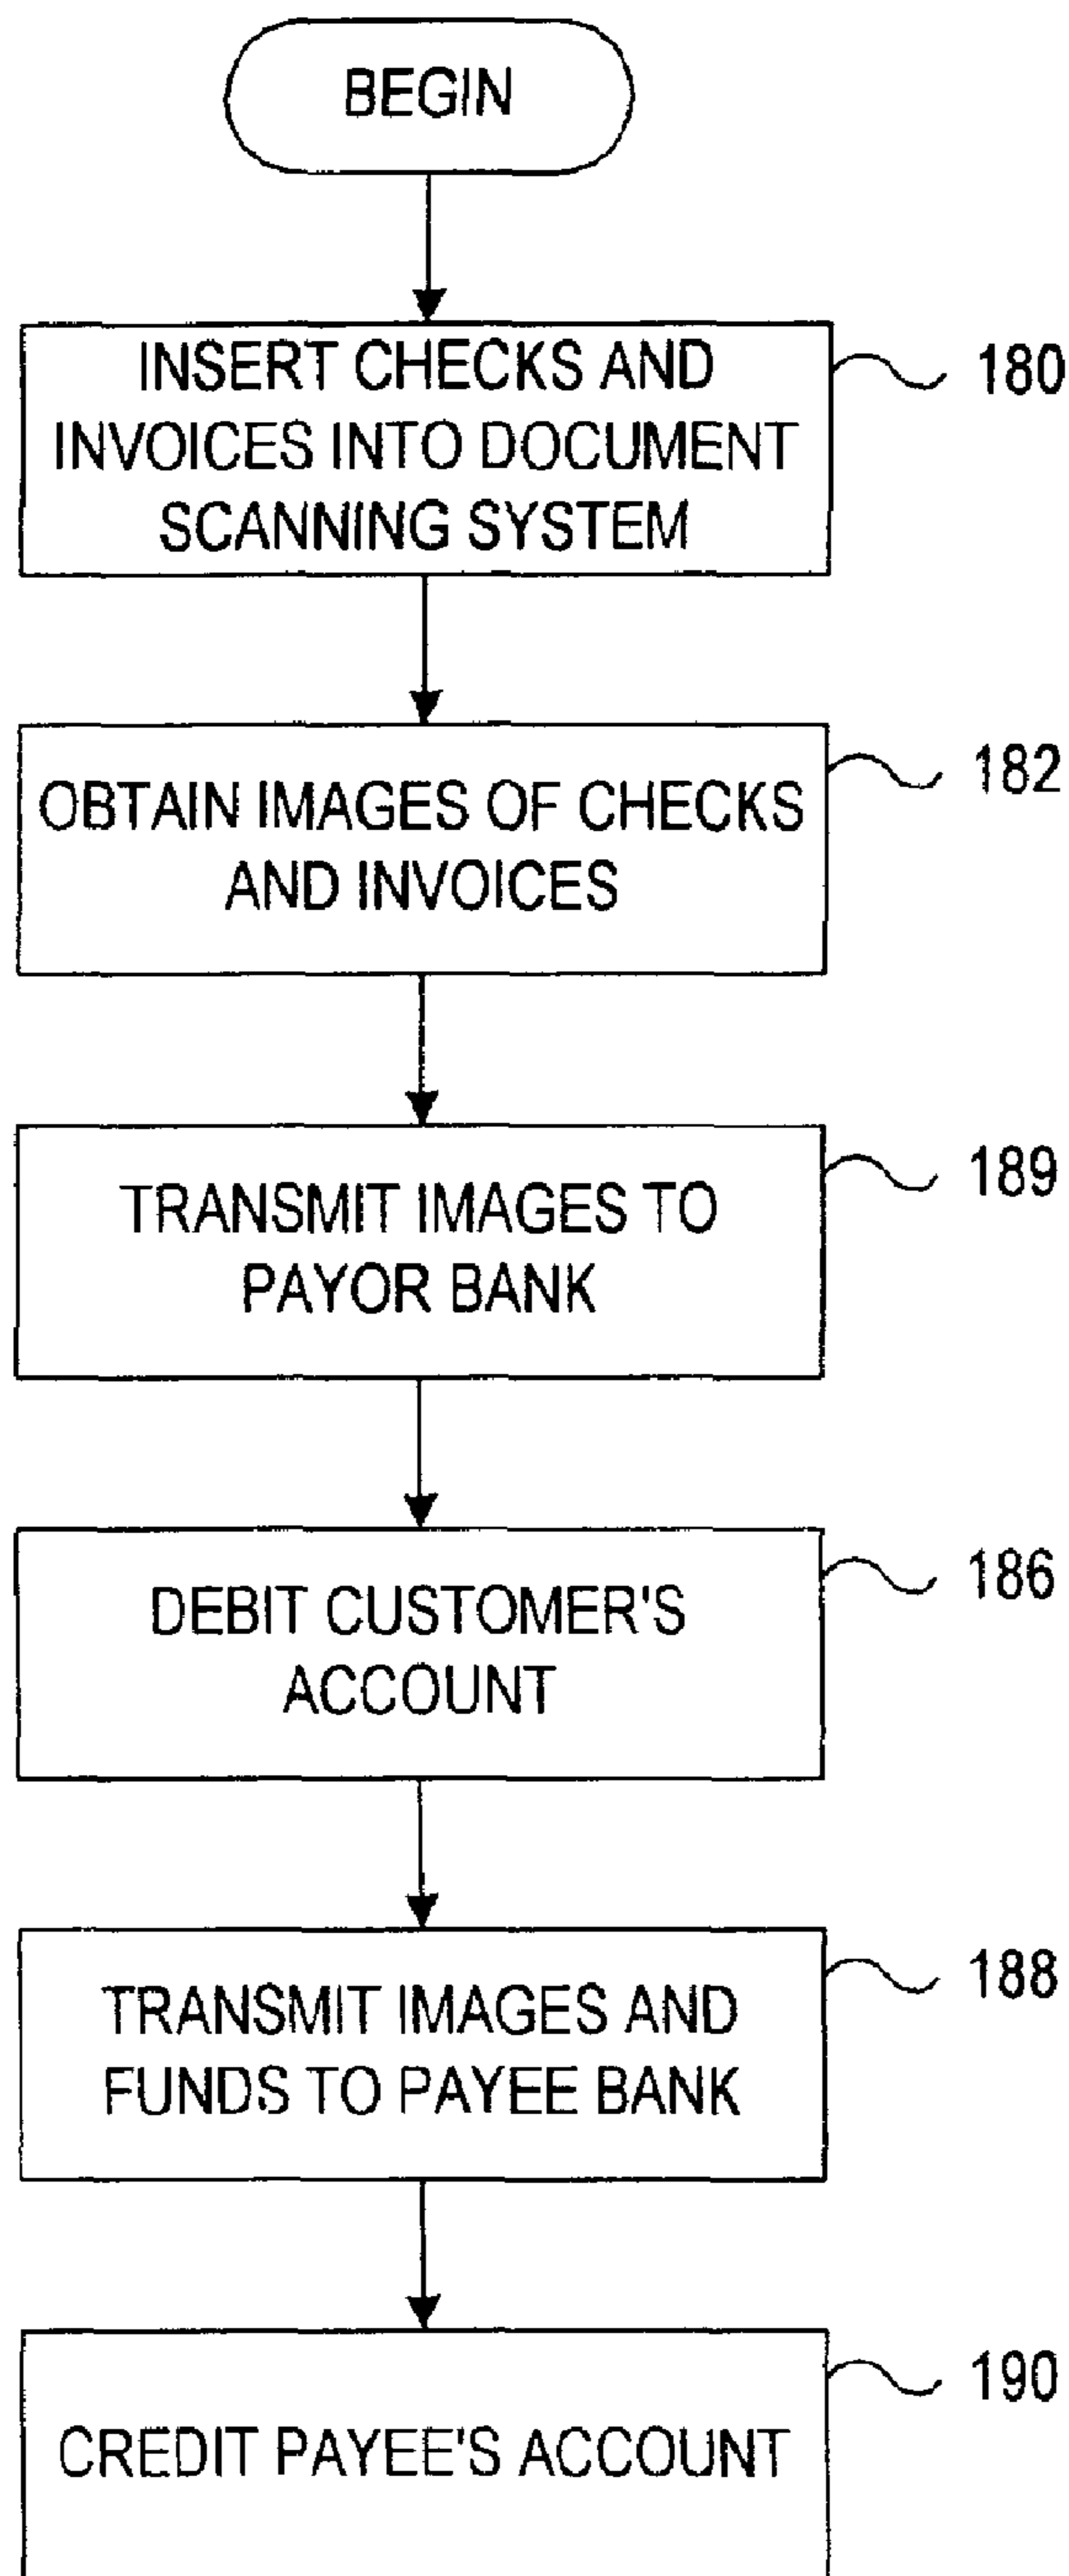 BEGIN
INSERT CHECKS AND
INVOICES INTO DOCUMENT
SCANNING SYSTEM
180
OBTAIN IMAGES OF CHECKS
AND INVOICES
182
TRANSMIT IMAGES TO
PAYOR BANK
189
DEBIT CUSTOMER'S
ACCOUNT
186
TRANSMIT IMAGES AND
FUNDS TO PAYEE BANK
188
CREDIT PAYEE'S ACCOUNT
190